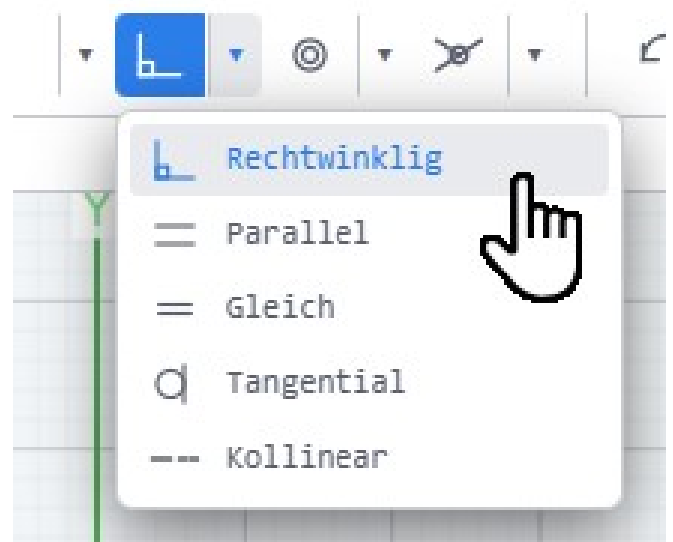 Rechtwinklig
Y
Parallel
Gleich
Tangential
Kollinear